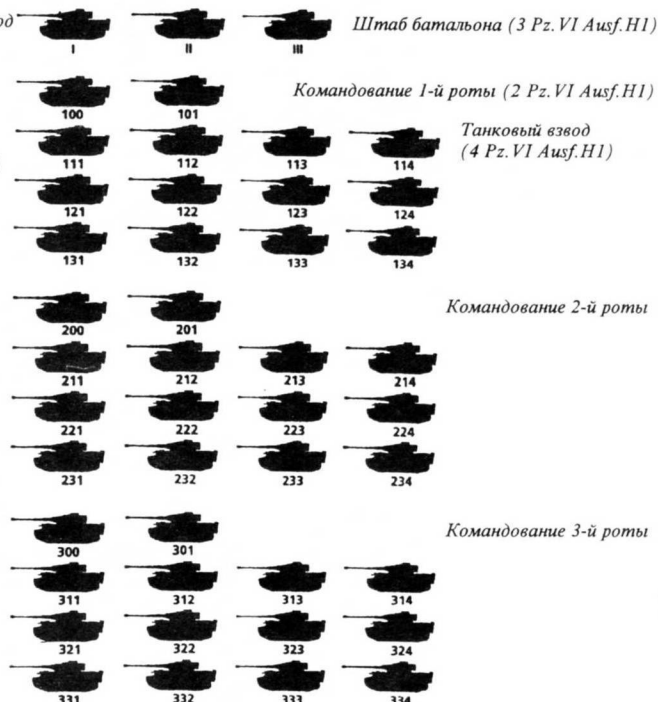 од
Штаб батальона (3 Pz.VI Ausf.H1)
I II III
Командование 1-й роты (2 Pz.VI Ausf.H1)
100 101
Танковый взвод
(4 Pz.VI Ausf.H1)
111 112 113 114
121 122 123 124
131 132 133 134
Командование 2-й роты
200 201
211 212 213 214
221 222 223 224
231 232 233 234
Командование 3-й роты
300 301
311 312 313 314
321 322 323 324
331 332 333 334